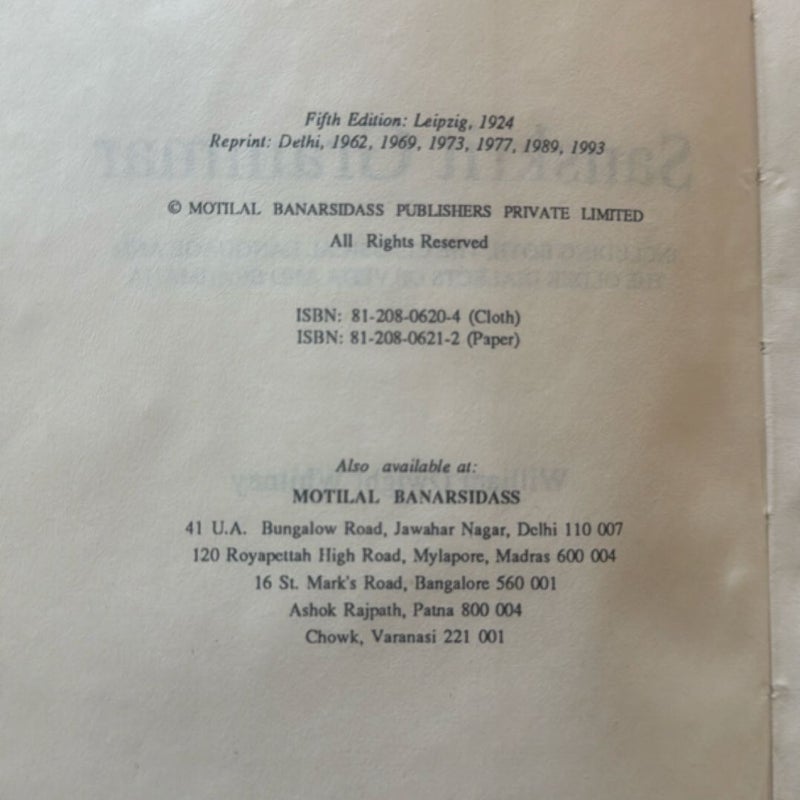 Fifth Edition: Leipzig, 1924
Reprint: Delhi, 1962, 1969, 1973, 1977, 1989, 1993
© MOTILAL BANARSIDASS PUBLISHERS PRIVATE LIMITED
All Rights Reserved
ISBN: 81-208-0620-4 (Cloth)
ISBN: 81-208-0621-2 (Paper)
Also available at:
MOTILAL BANARSIDASS
41 U.A. Bungalow Road, Jawahar Nagar, Delhi 110 007
120 Royapettah High Road, Mylapore, Madras 600 004
16 St. Mark's Road, Bangalore 560 001
Ashok Rajpath, Patna 800 004
Chowk, Varanasi 221 001